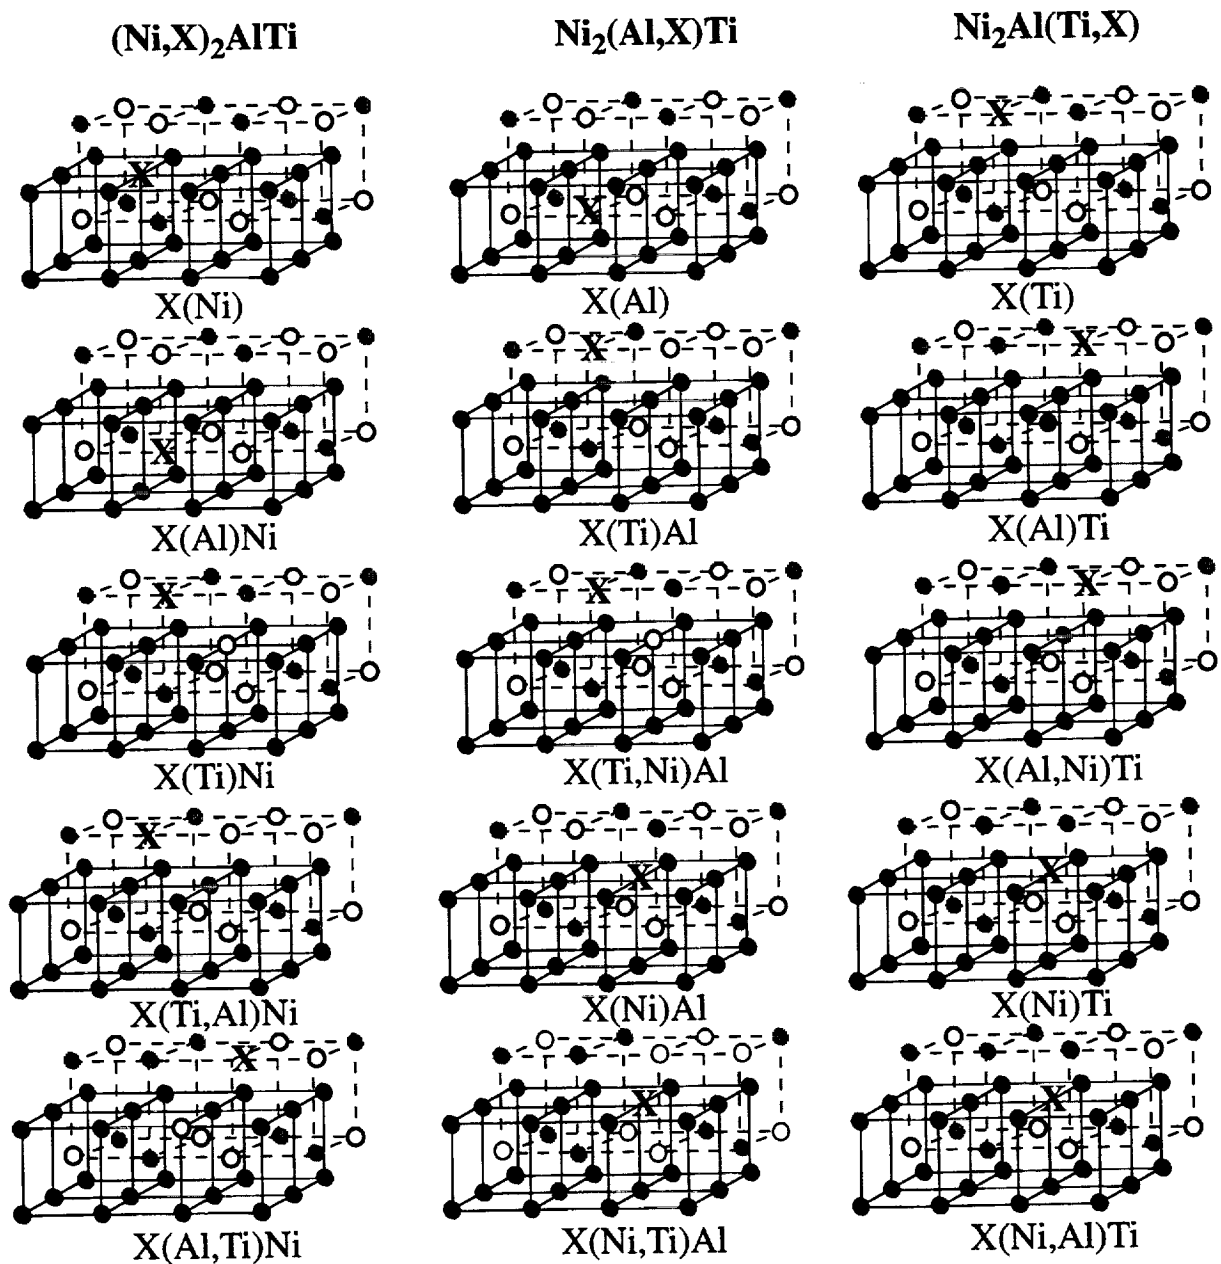 (Ni,X)₂AlTi Ni₂(Al,X)Ti Ni₂Al(Ti,X)
X X X
X(Ni) X(Al) X(Ti)
X X X
X(Al)Ni X(Ti)Al X(Al)Ti
X X X
X(Ti)Ni X(Ti,Ni)Al X(Al,Ni)Ti
X X X
X(Ti,Al)Ni X(Ni)Al X(Ni)Ti
X X X
X(Al,Ti)Ni X(Ni,Ti)Al X(Ni,Al)Ti